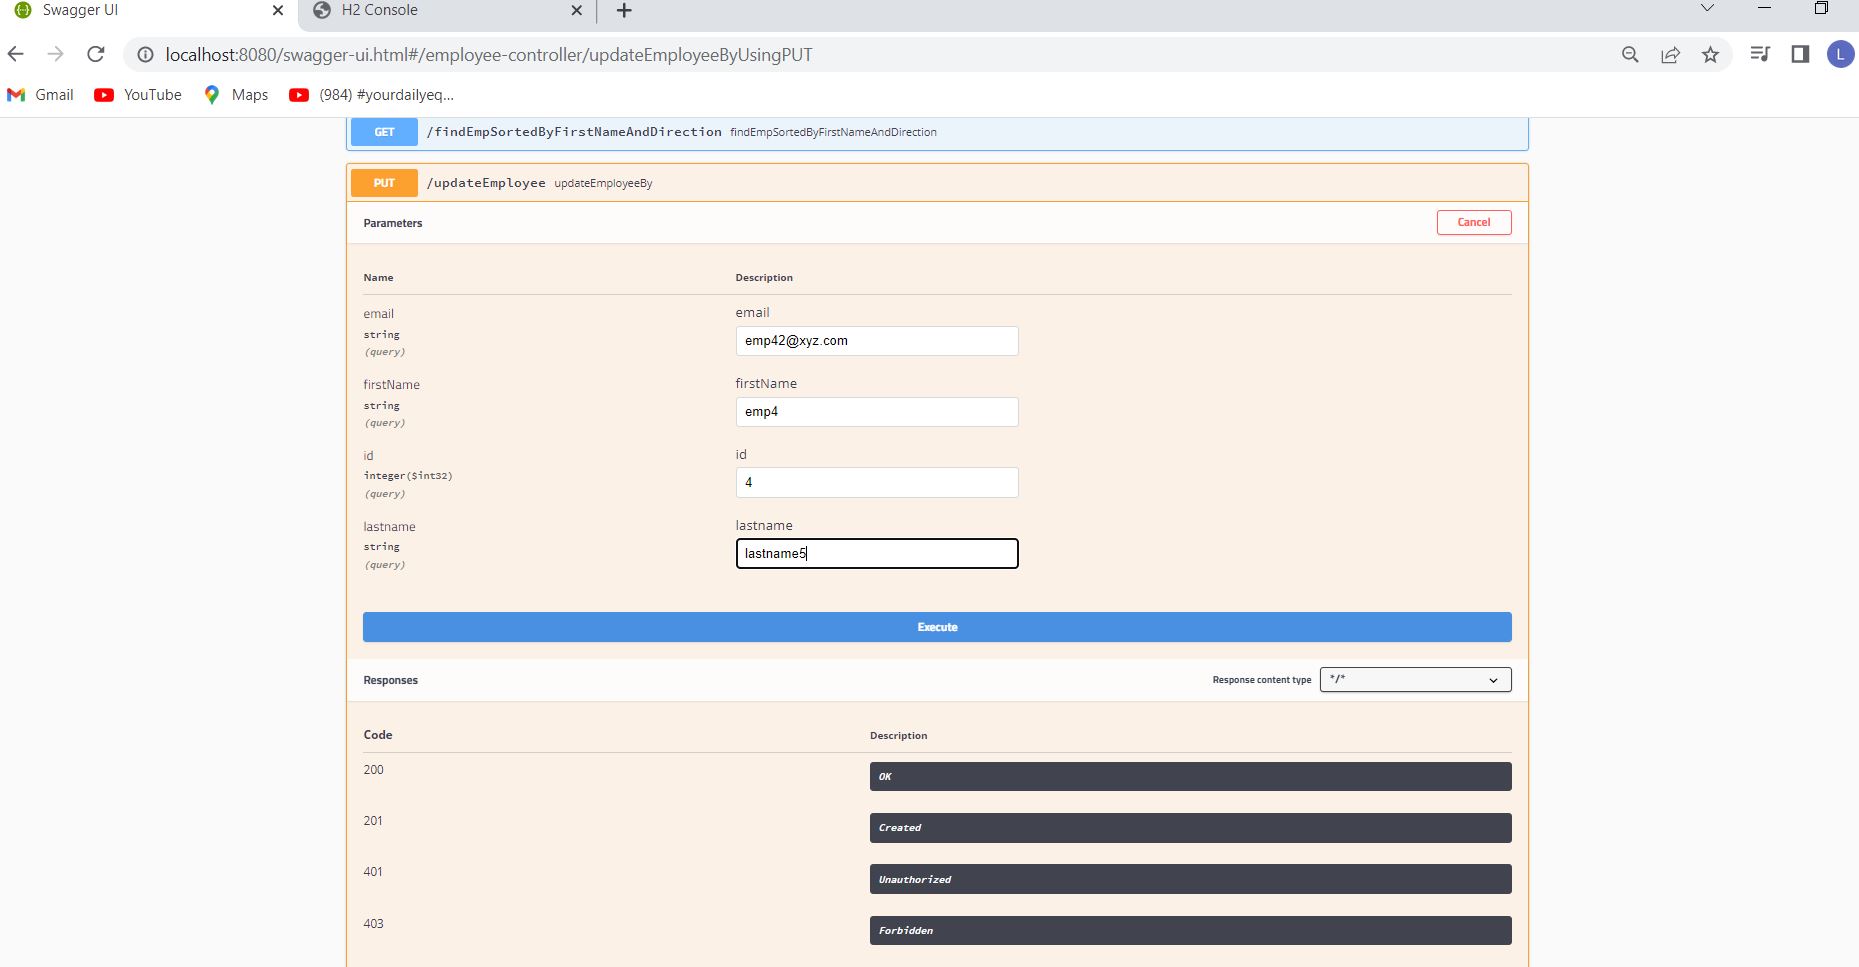 Swagger UI
H2 Console
localhost:8080/swagger-ui.html#/employee-controller/updateEmployeeByUsingPUT
L
Gmail YouTube Maps (984) #yourdailyeq...
GET /findEmpSortedByFirstNameAndDirection findEmpSortedByFirstNameAndDirection
PUT /updateEmployee updateEmployeeBy
Parameters Cancel
Name Description
email
string
(query)
email
emp42@xyz.com
firstName
string
(query)
firstName
emp4
id
integer($int32)
(query)
id
4
lastname
string
(query)
lastname
lastname5
Execute
Responses Response content type */*
Code Description
200 OK
201 Created
401 Unauthorized
403 Forbidden